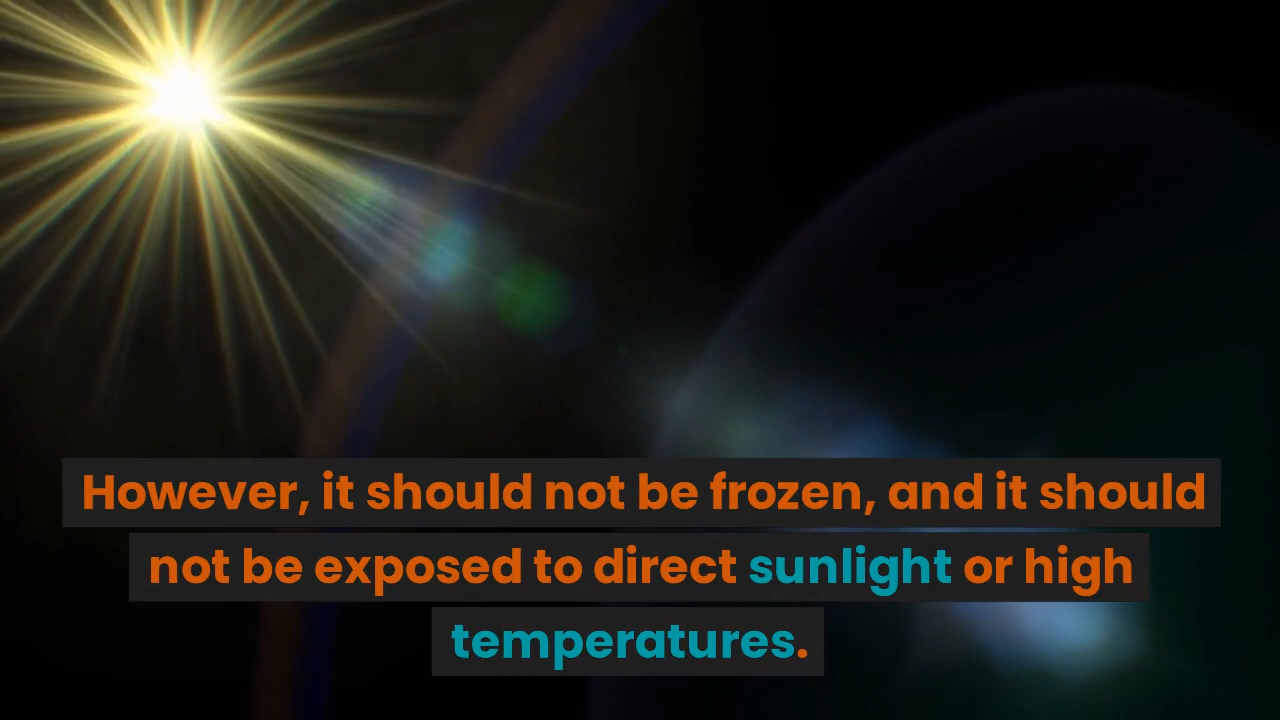 However, it should not be frozen, and it should
not be exposed to direct sunlight or high
temperatures.